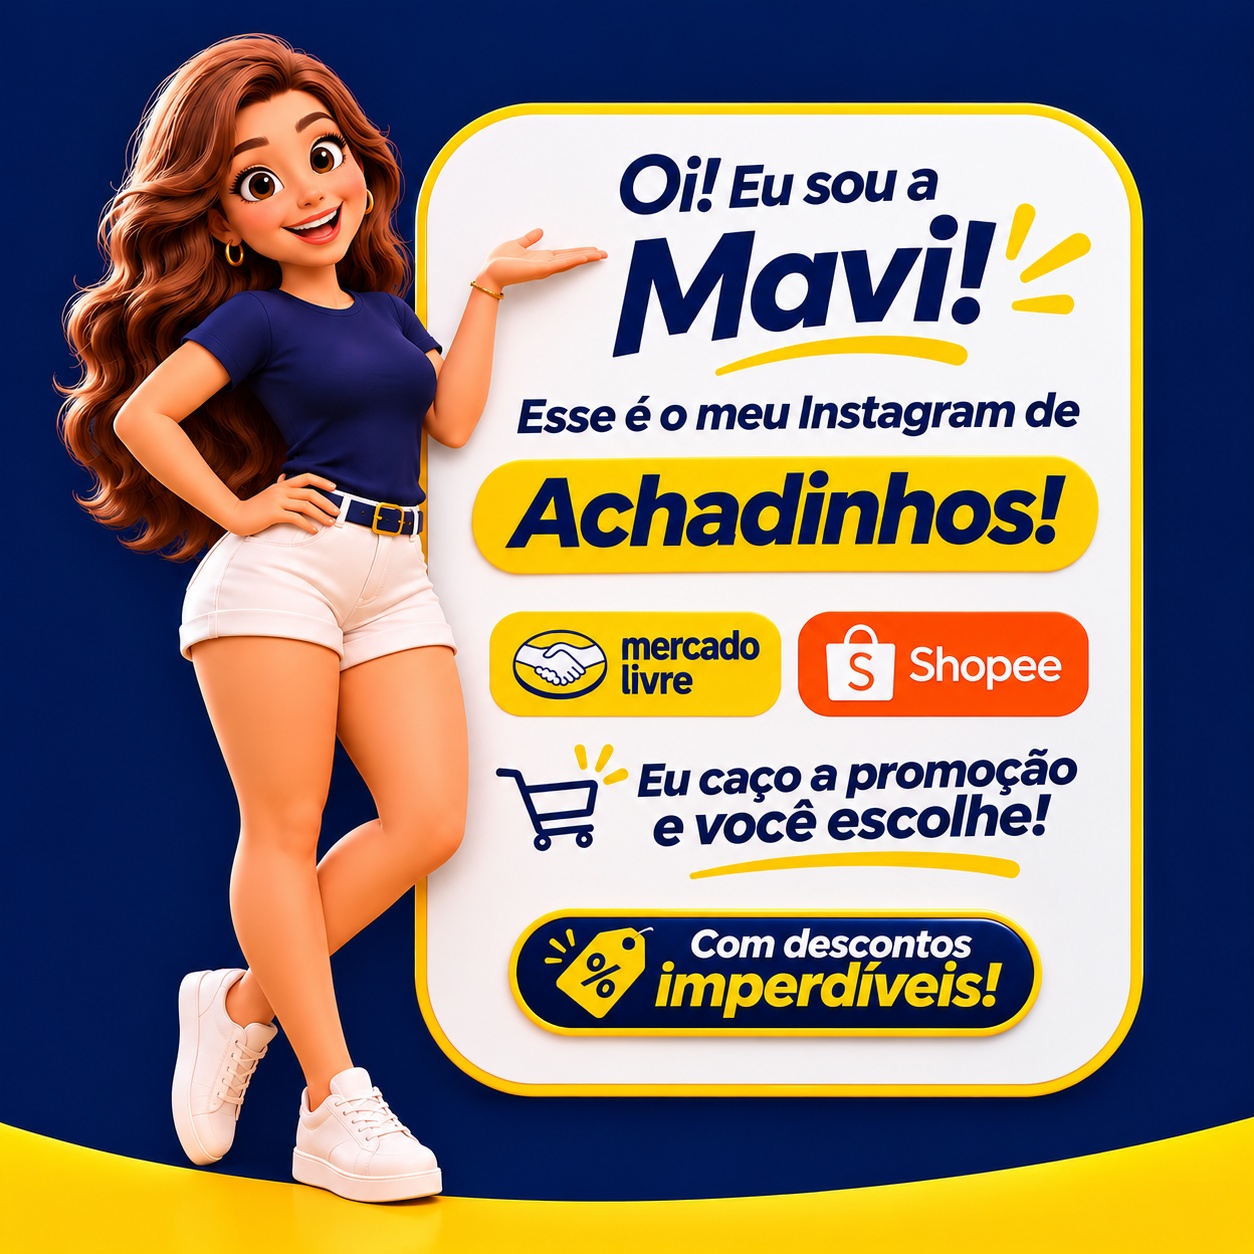 Oi! Eu sou a
Mavi!
Esse é o meu Instagram de
Achadinhos!
mercado
livre
S
Shopee
Eu caço a promoção
e você escolhe!
%
Com descontos
imperdíveis!